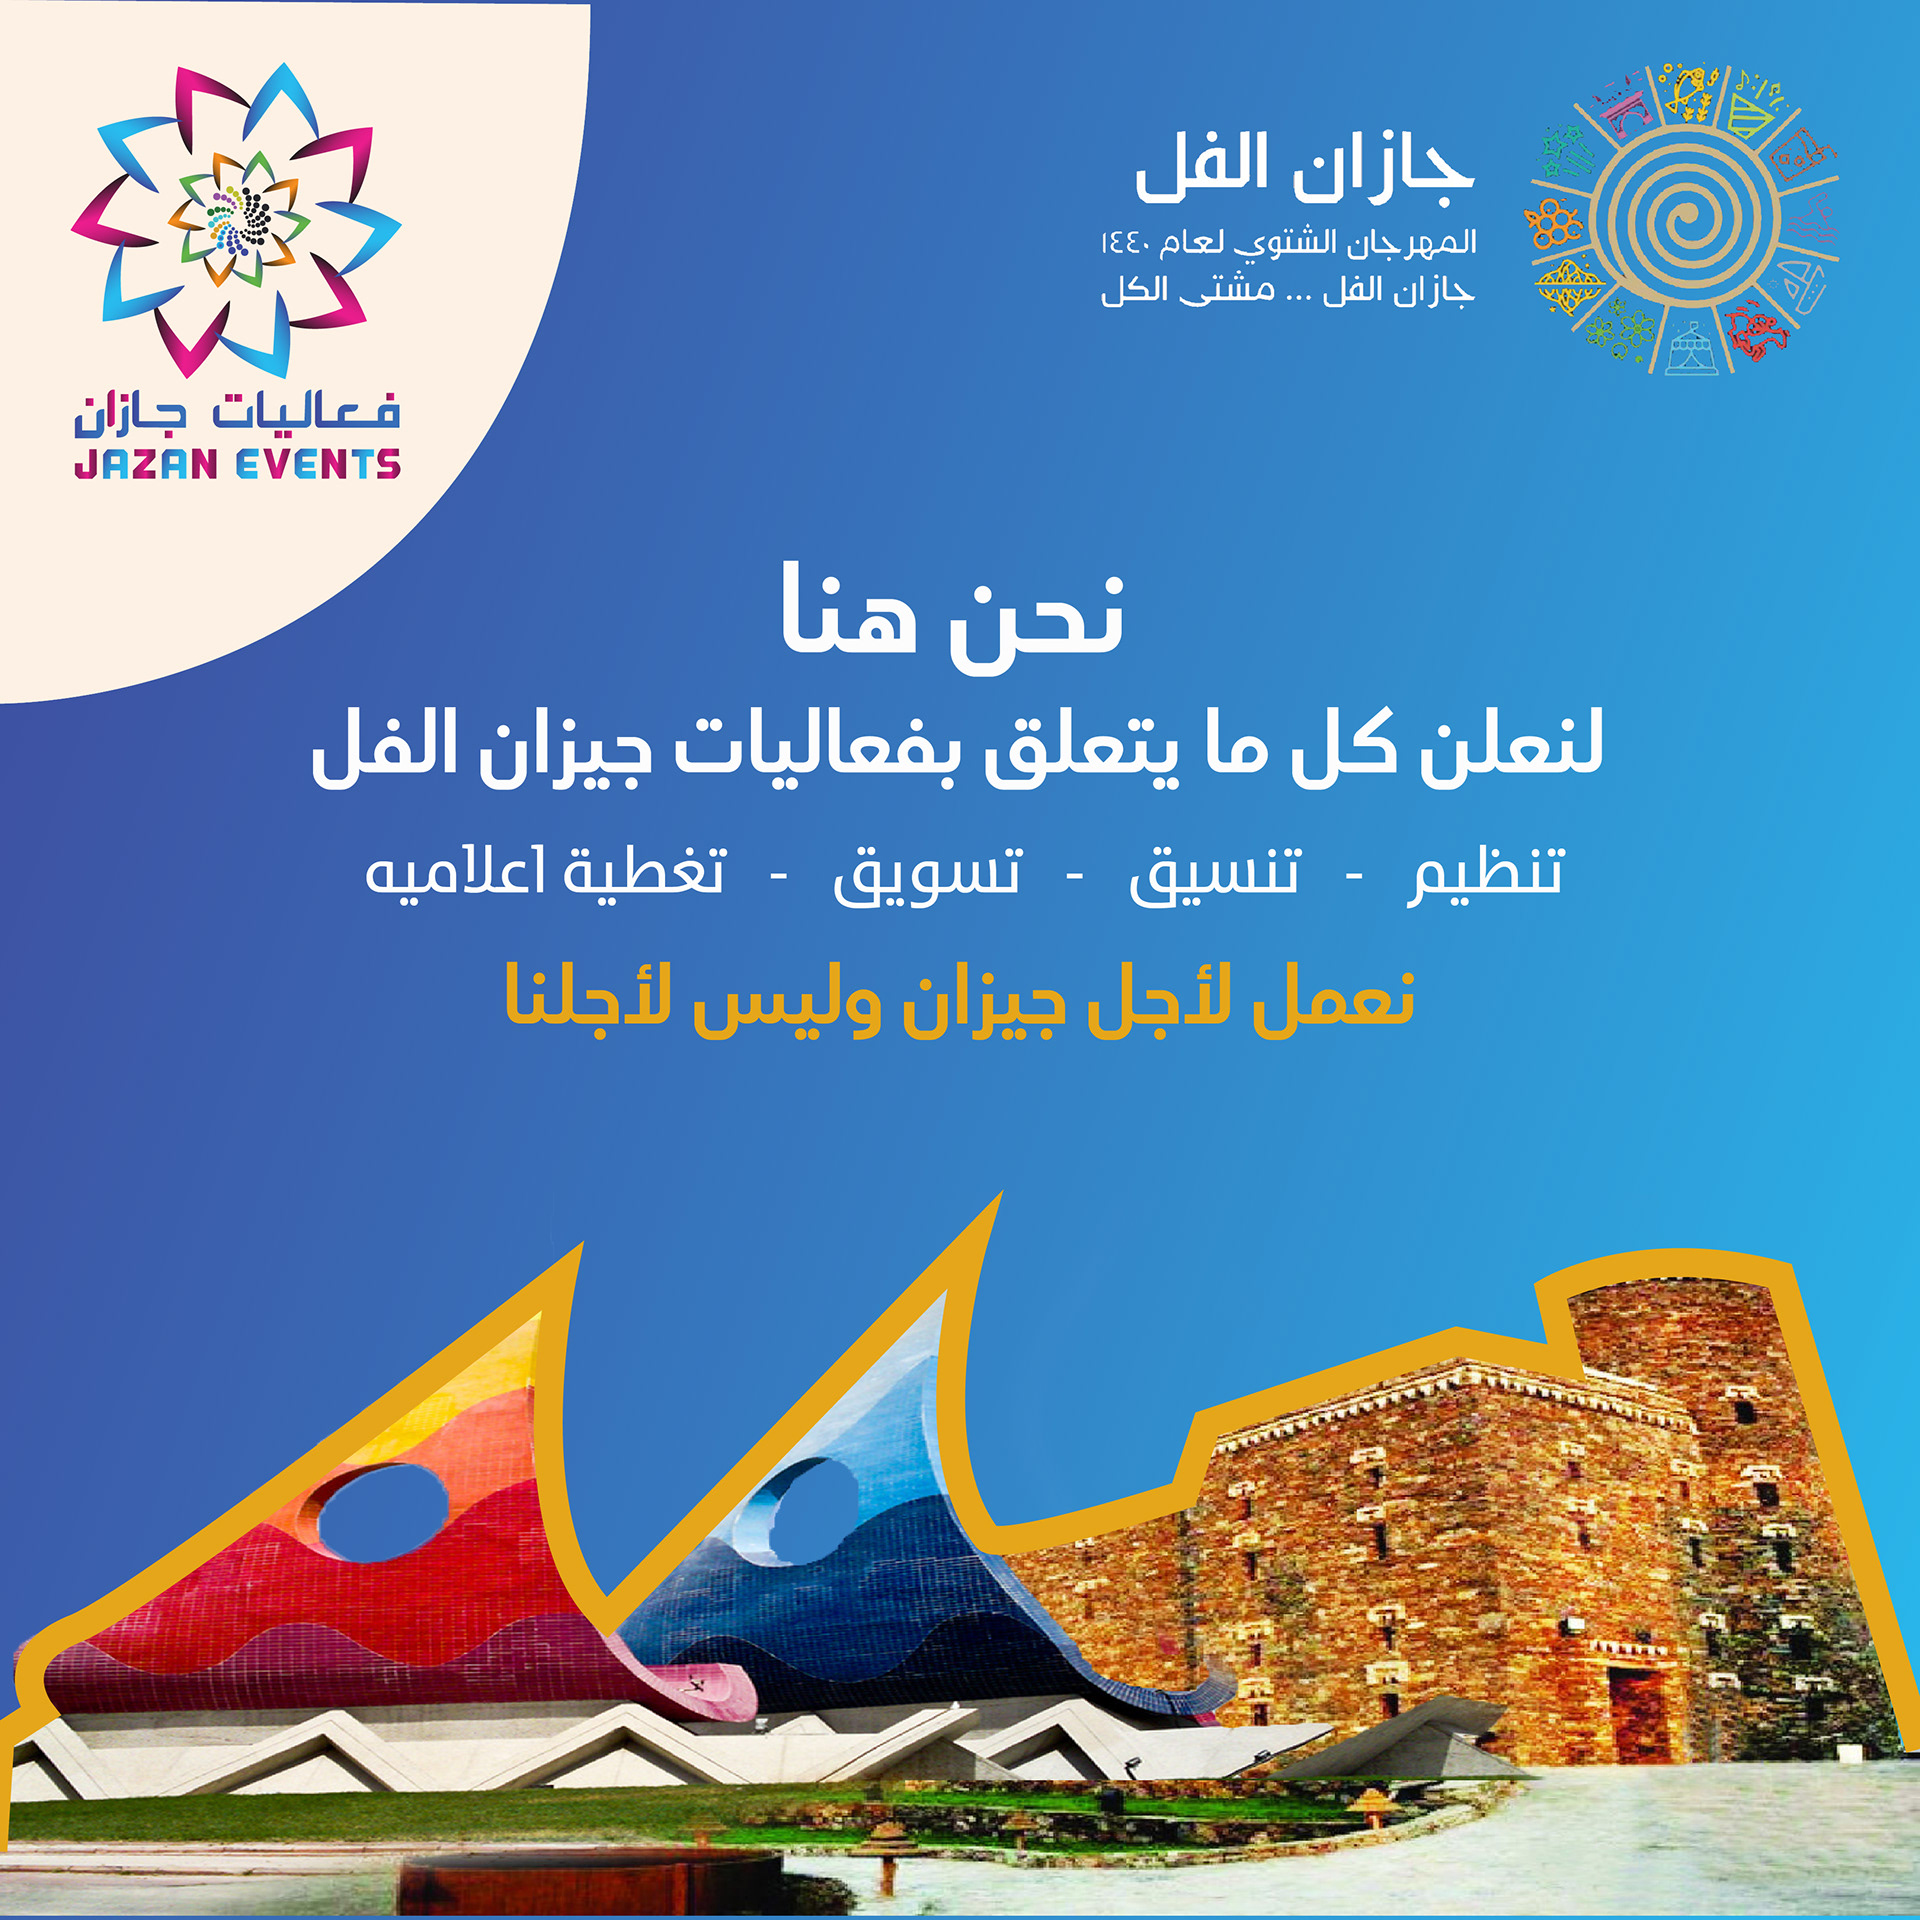 جازان الفل
المهرجان الشتوي لعام ١٤٤٠
جازان الفل ... مشتى الكل
فعاليات جازان
JAZAN EVENTS
نحن هنا
لنعلن كل ما يتعلق بفعاليات جيزان الفل
تنظيم - تنسيق - تسويق - تغطية اعلاميه
نعمل لأجل جيزان وليس لأجلنا